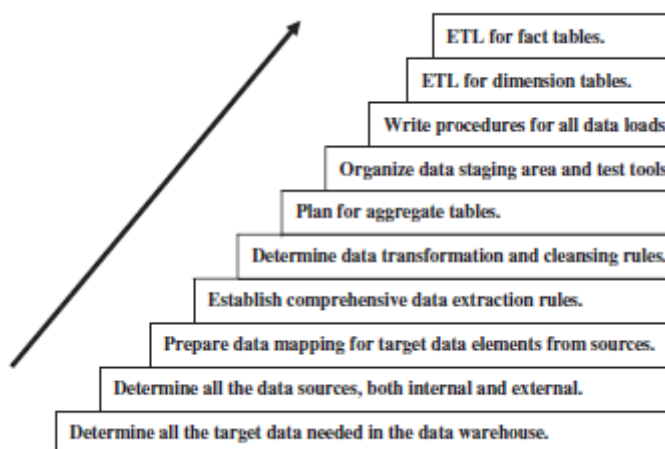 ETL for fact tables.
ETL for dimension tables.
Write procedures for all data loads
Organize data staging area and test tools
Plan for aggregate tables.
Determine data transformation and cleansing rules.
Establish comprehensive data extraction rules.
Prepare data mapping for target data elements from sources.
Determine all the data sources, both internal and external.
Determine all the target data needed in the data warehouse.